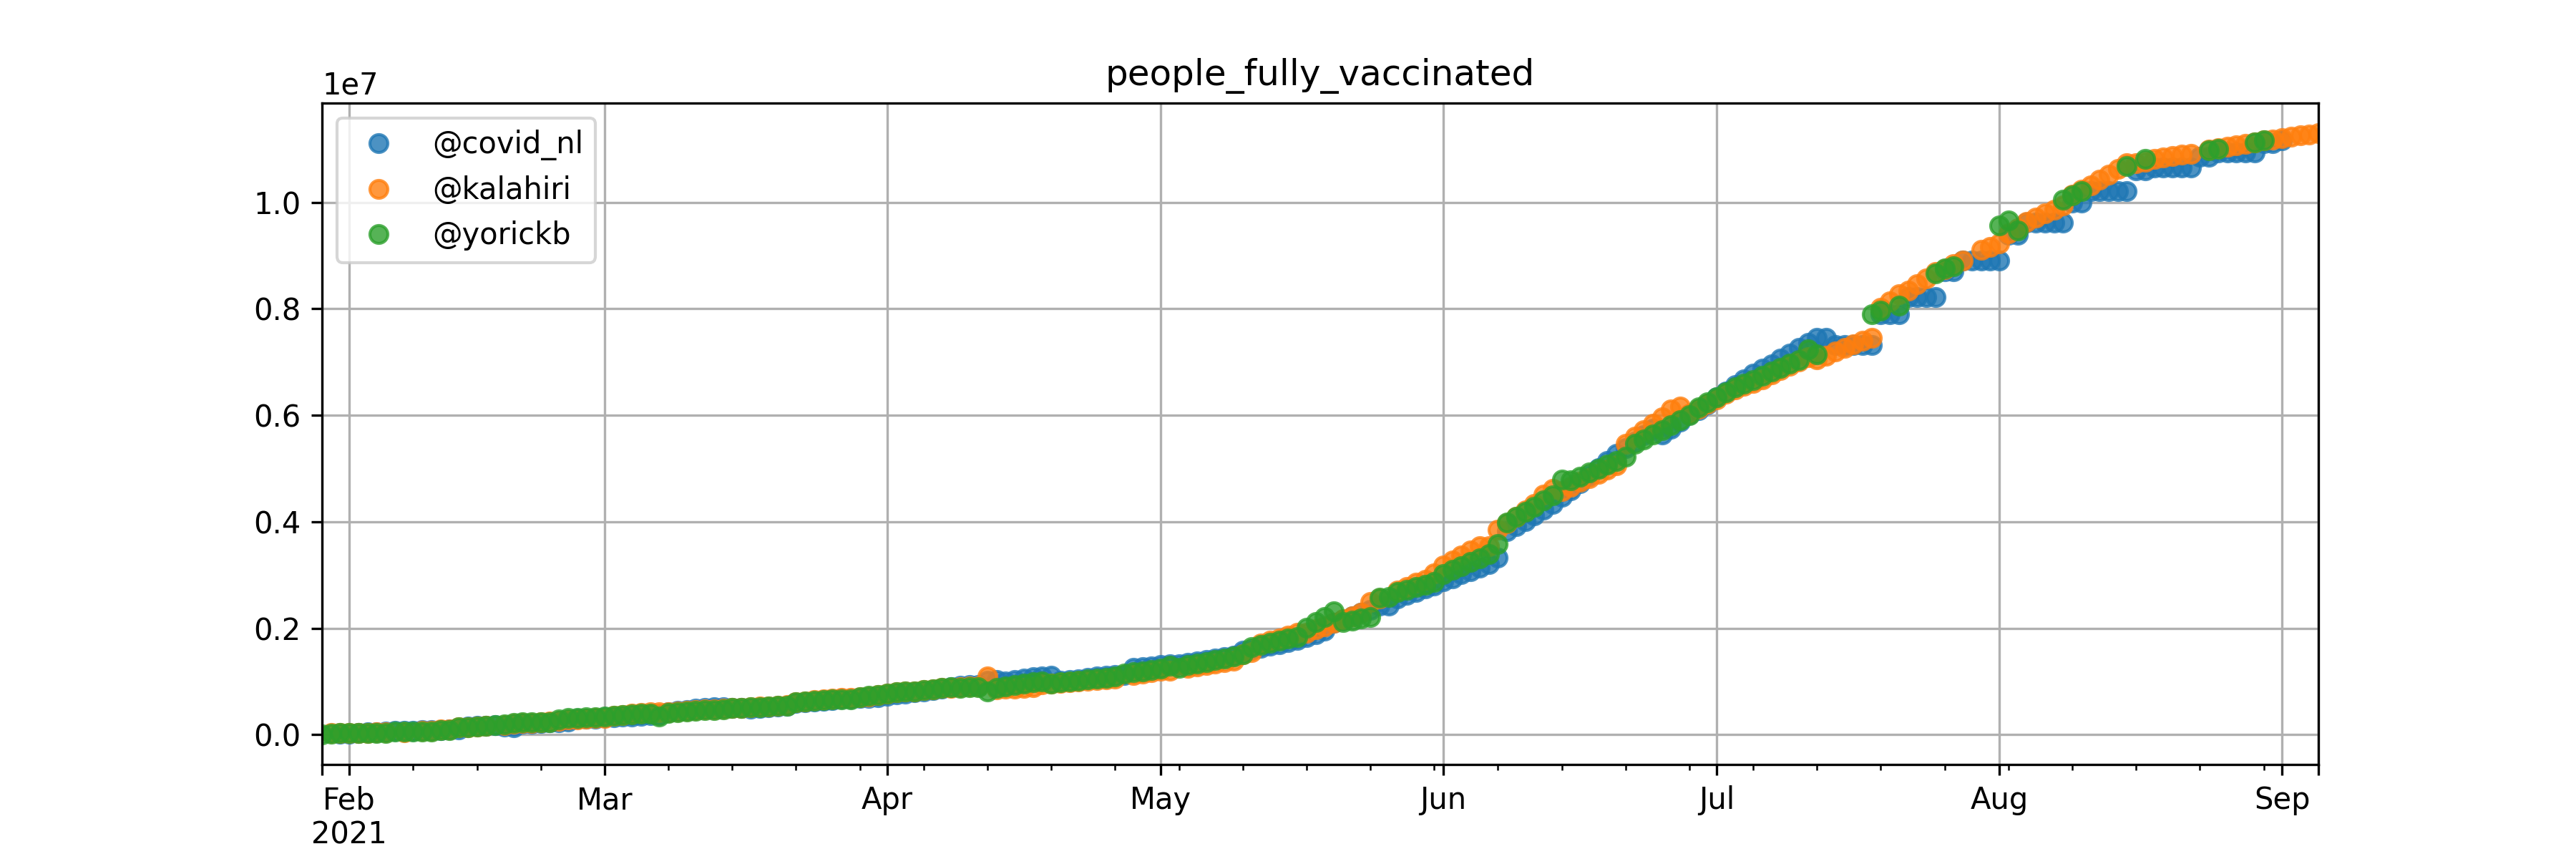 people_fully_vaccinated
1e7
@covid_nl
@kalahiri
@yorickb
1.0
0.8
0.6
0.4
0.2
0.0
Feb Mar Apr May Jun Jul Aug Sep
2021